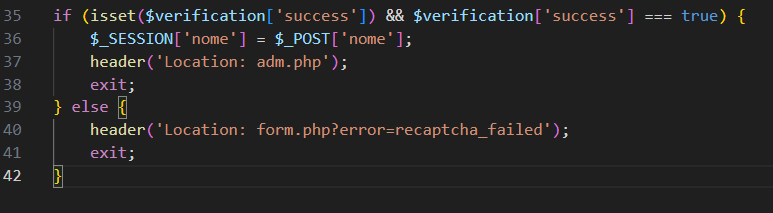 35 if (isset($verification['success']) && $verification['success'] === true) {
36 $_SESSION['nome'] = $_POST['nome'];
37 header('Location: adm.php');
38 exit;
39 } else {
40 header('Location: form.php?error=recaptcha_failed');
41 exit;
42 }